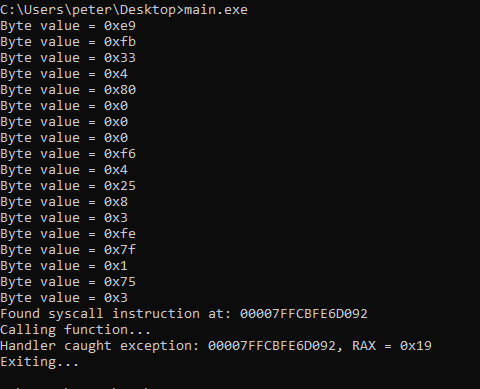 C:\Users\peter\Desktop>main.exe
Byte value = 0xe9
Byte value = 0xfb
Byte value = 0x33
Byte value = 0x4
Byte value = 0x80
Byte value = 0x0
Byte value = 0x0
Byte value = 0x0
Byte value = 0xf6
Byte value = 0x4
Byte value = 0x25
Byte value = 0x8
Byte value = 0x3
Byte value = 0xfe
Byte value = 0x7f
Byte value = 0x1
Byte value = 0x75
Byte value = 0x3
Found syscall instruction at: 00007FFCBFE6D092
Calling function...
Handler caught exception: 00007FFCBFE6D092, RAX = 0x19
Exiting...